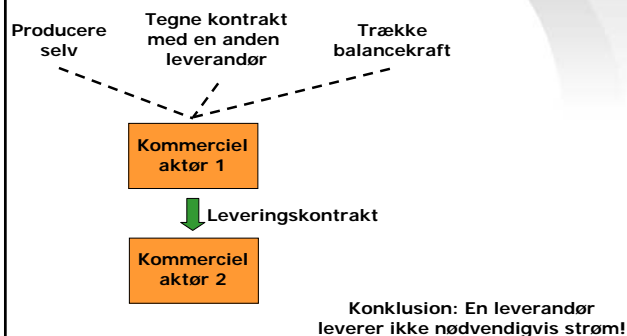 Producere
selv
Tegne kontrakt
med en anden
leverandør
Trække
balancekraft
Kommerciel
aktør 1
Leveringskontrakt
Kommerciel
aktør 2
Konklusion: En leverandør
leverer ikke nødvendigvis strøm!